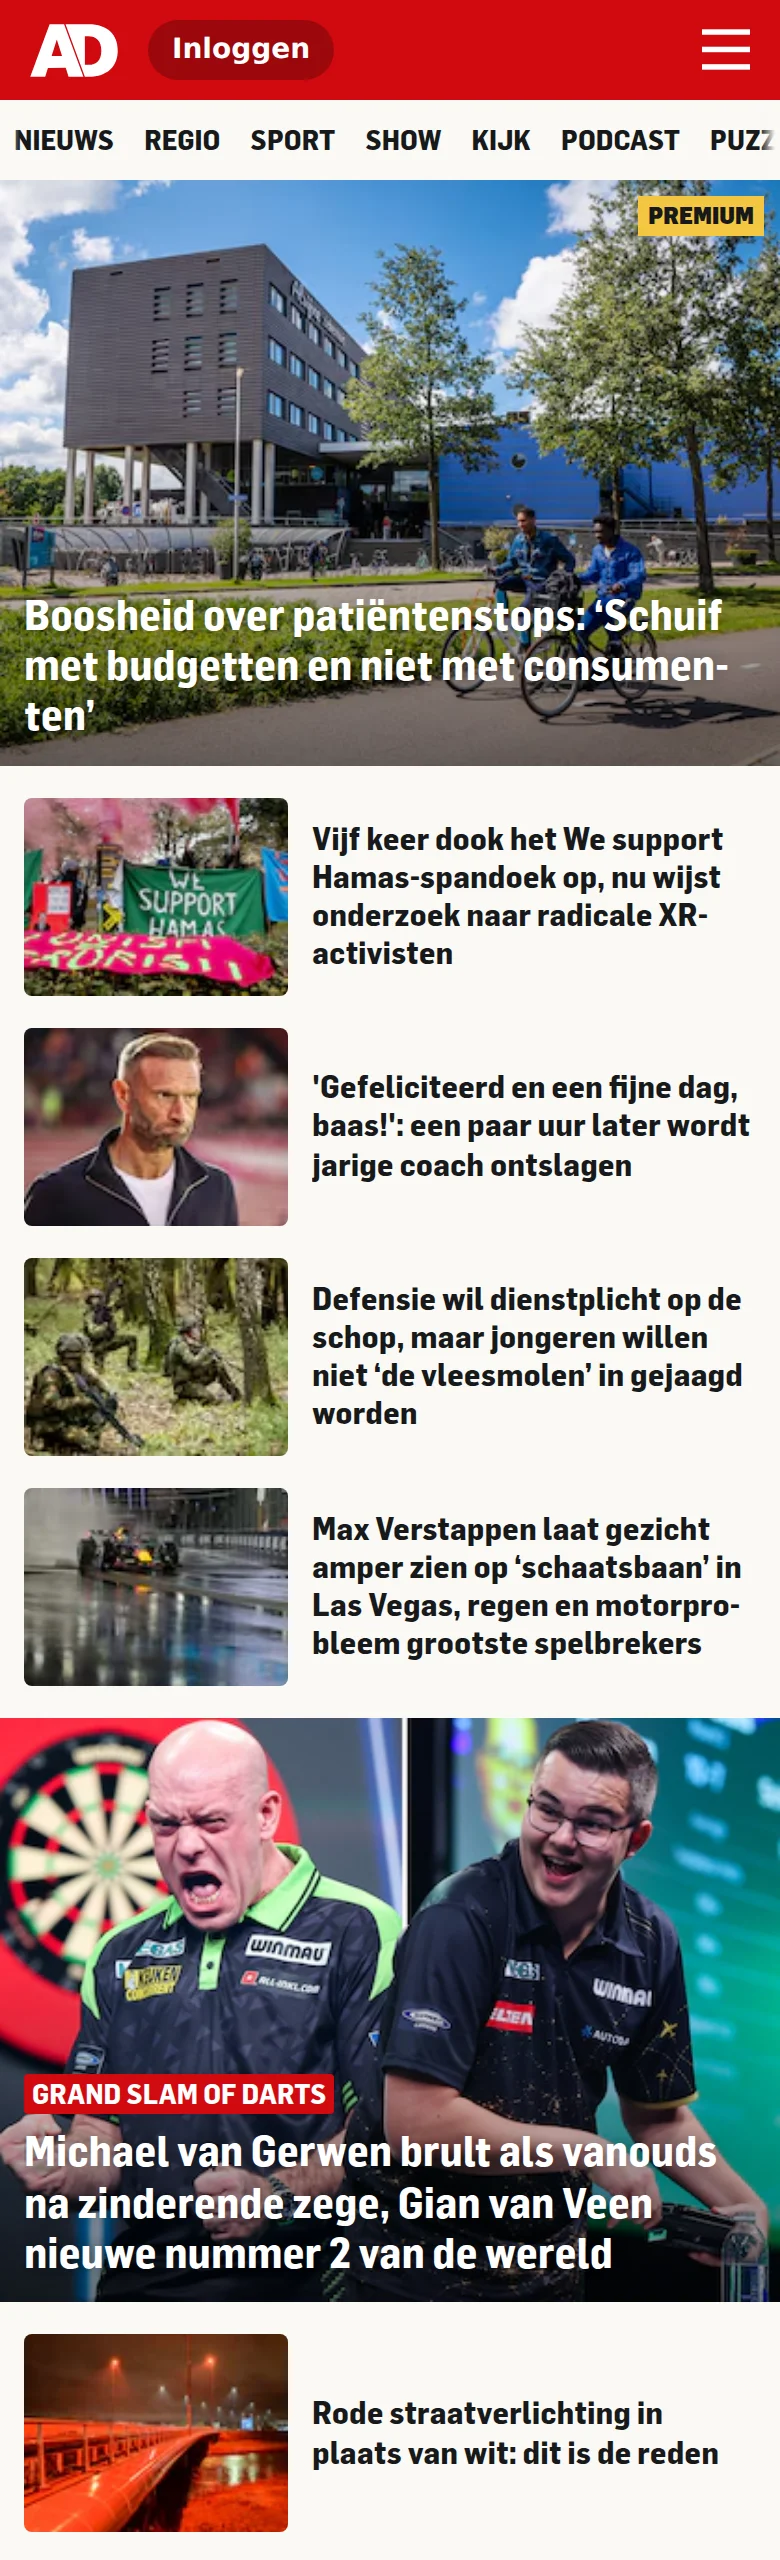 AD
Inloggen
NIEUWS REGIO SPORT SHOW KIJK PODCAST PUZZ
PREMIUM
Boosheid over patiëntenstops: ‘Schuif
met budgetten en niet met consumen-
ten’
WE
SUPPORT
HAMAS
Vijf keer dook het We support
Hamas-spandoek op, nu wijst
onderzoek naar radicale XR-
activisten
'Gefeliciteerd en een fijne dag,
baas!': een paar uur later wordt
jarige coach ontslagen
Defensie wil dienstplicht op de
schop, maar jongeren willen
niet ‘de vleesmolen’ in gejaagd
worden
Max Verstappen laat gezicht
amper zien op ‘schaatsbaan’ in
Las Vegas, regen en motorpro-
bleem grootste spelbrekers
WINMAU
ALL-INKL.COM
WINMAU
GRAND SLAM OF DARTS
Michael van Gerwen brult als vanouds
na zinderende zege, Gian van Veen
nieuwe nummer 2 van de wereld
Rode straatverlichting in
plaats van wit: dit is de reden